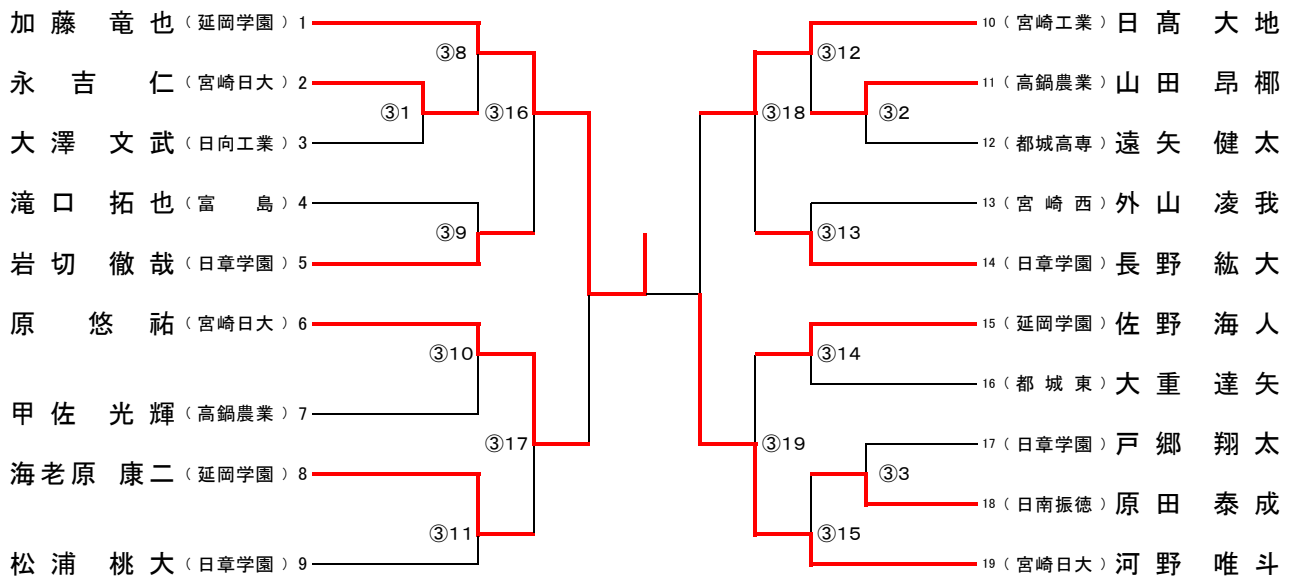 加藤 竜也（延岡学園）1
③8
永吉 仁（宮崎日大）2
③1
③16
大澤 文武（日向工業）3
滝口 拓也（富島）4
③9
岩切 徹哉（日章学園）5
原 悠祐（宮崎日大）6
③10
甲佐 光輝（高鍋農業）7
③17
海老原 康二（延岡学園）8
③11
松浦 桃大（日章学園）9
10（宮崎工業）日髙 大地
③12
11（高鍋農業）山田 昂椰
③18
③2
12（都城高専）遠矢 健太
13（宮崎西）外山 凌我
③13
14（日章学園）長野 紘大
15（延岡学園）佐野 海人
③14
16（都城東）大重 達矢
17（日章学園）戸郷 翔太
③19
③3
18（日南振徳）原田 泰成
③15
19（宮崎日大）河野 唯斗